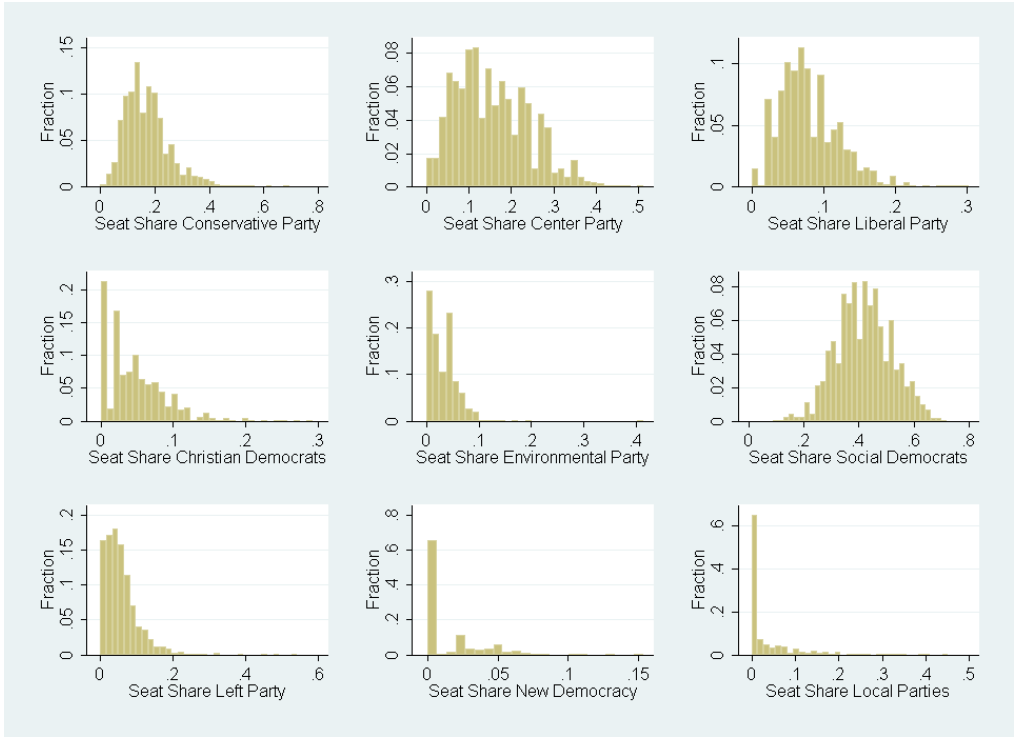 Fraction
.15
.1
.05
0
0 .2 .4 .6 .8
Seat Share Conservative Party
Fraction
.08
.06
.04
.02
0
0 .1 .2 .3 .4 .5
Seat Share Center Party
Fraction
.1
.05
0
0 .1 .2 .3
Seat Share Liberal Party
Fraction
.2
.15
.1
.05
0
0 .1 .2 .3
Seat Share Christian Democrats
Fraction
.3
.2
.1
0
0 .1 .2 .3 .4
Seat Share Environmental Party
Fraction
.08
.06
.04
.02
0
0 .2 .4 .6 .8
Seat Share Social Democrats
Fraction
.2
.15
.1
.05
0
0 .2 .4 .6
Seat Share Left Party
Fraction
.8
.6
.4
.2
0
0 .05 .1 .15
Seat Share New Democracy
Fraction
.6
.4
.2
0
0 .1 .2 .3 .4 .5
Seat Share Local Parties